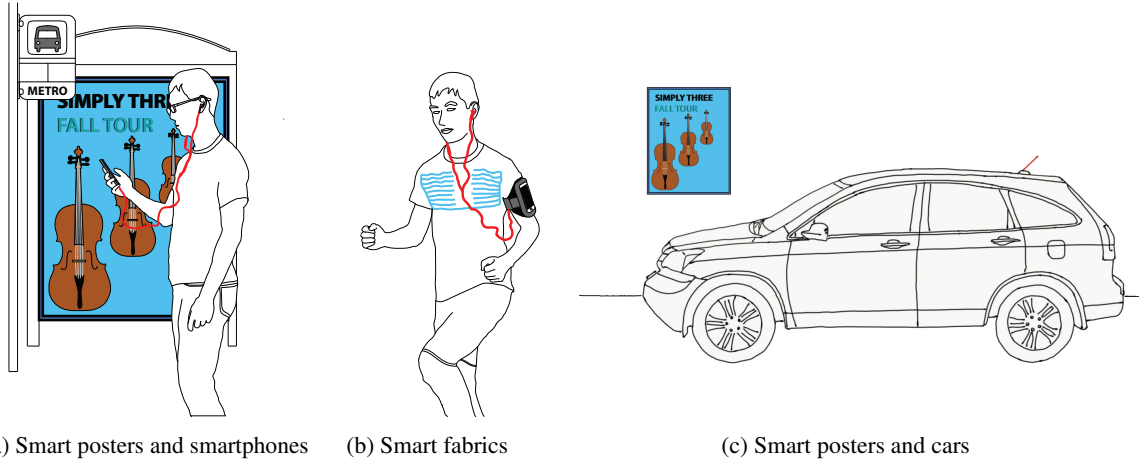 METRO
SIMPLY THRE
FALL TOUR
SIMPLY THREE
FALL TOUR
) Smart posters and smartphones
(b) Smart fabrics
(c) Smart posters and cars